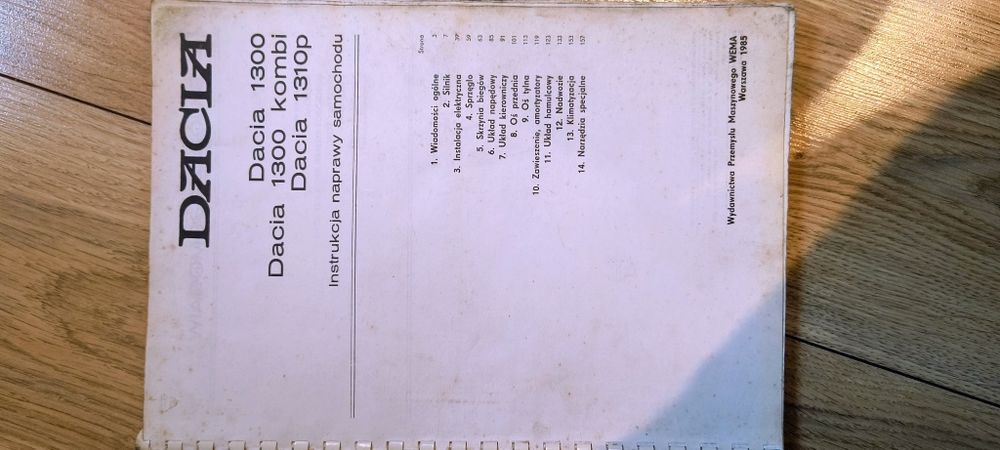 DACIA
Dacia 1300
Dacia 1300 kombi
Dacia 1310p
Instrukcja naprawy samochodu
Strona
1. Wiadomości ogólne 3
2. Silnik 7
3. Instalacja elektryczna 39
4. Sprzęgło 59
5. Skrzynia biegów 63
6. Układ napędowy 85
7. Układ kierowniczy 91
8. Oś przednia 101
9. Oś tylna 113
10. Zawieszenie, amortyzatory 119
11. Układ hamulcowy 123
12. Nadwozie 133
13. Klimatyzacja 153
14. Narzędzia specjalne 157
Wydawnictwa Przemysłu Maszynowego WEMA
Warszawa 1985